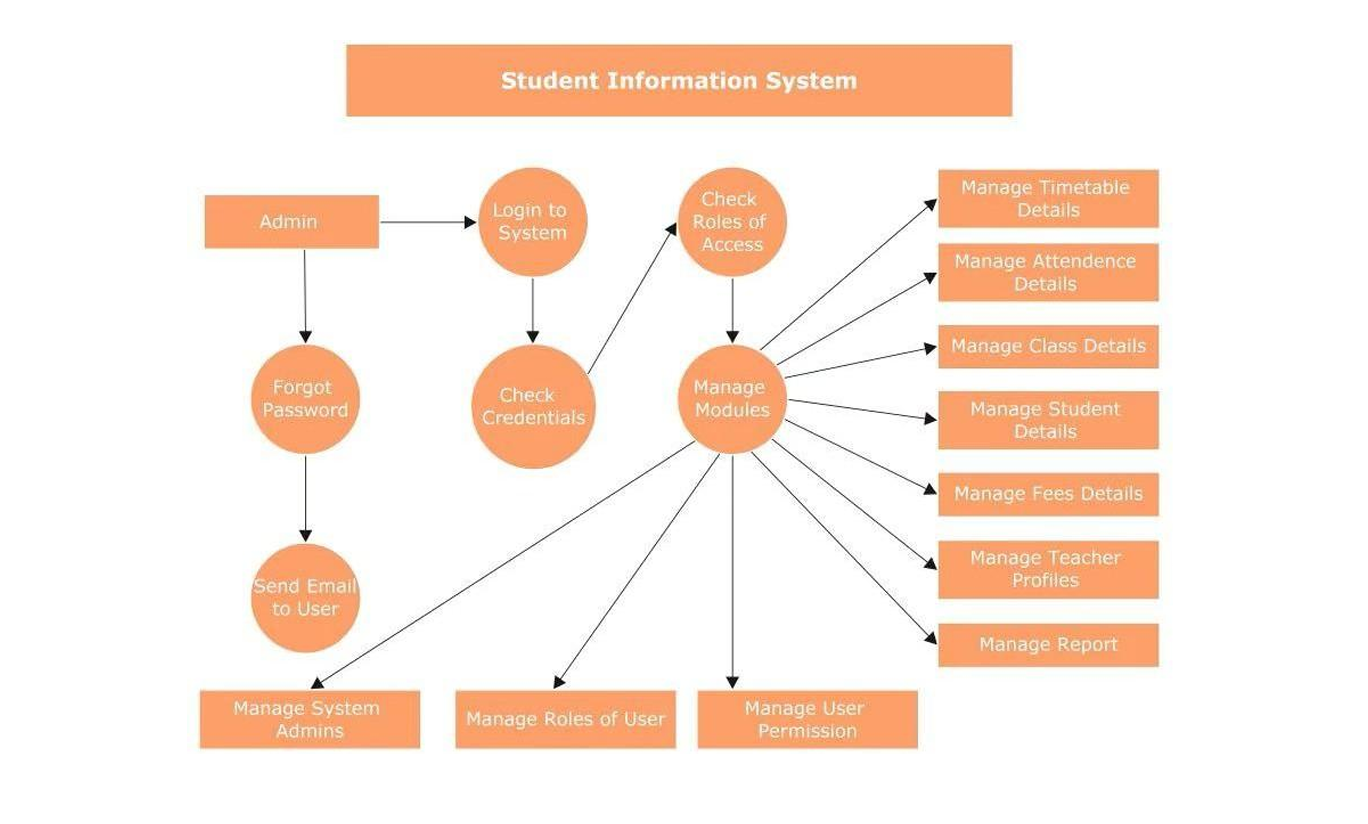 Student Information System
Admin
Login to
System
Check
Roles of
Access
Manage Timetable
Details
Manage Attendence
Details
Manage Class Details
Forgot
Password
Check
Credentials
Manage
Modules
Manage Student
Details
Manage Fees Details
Manage Teacher
Profiles
Send Email
to User
Manage Report
Manage System
Admins
Manage Roles of User
Manage User
Permission